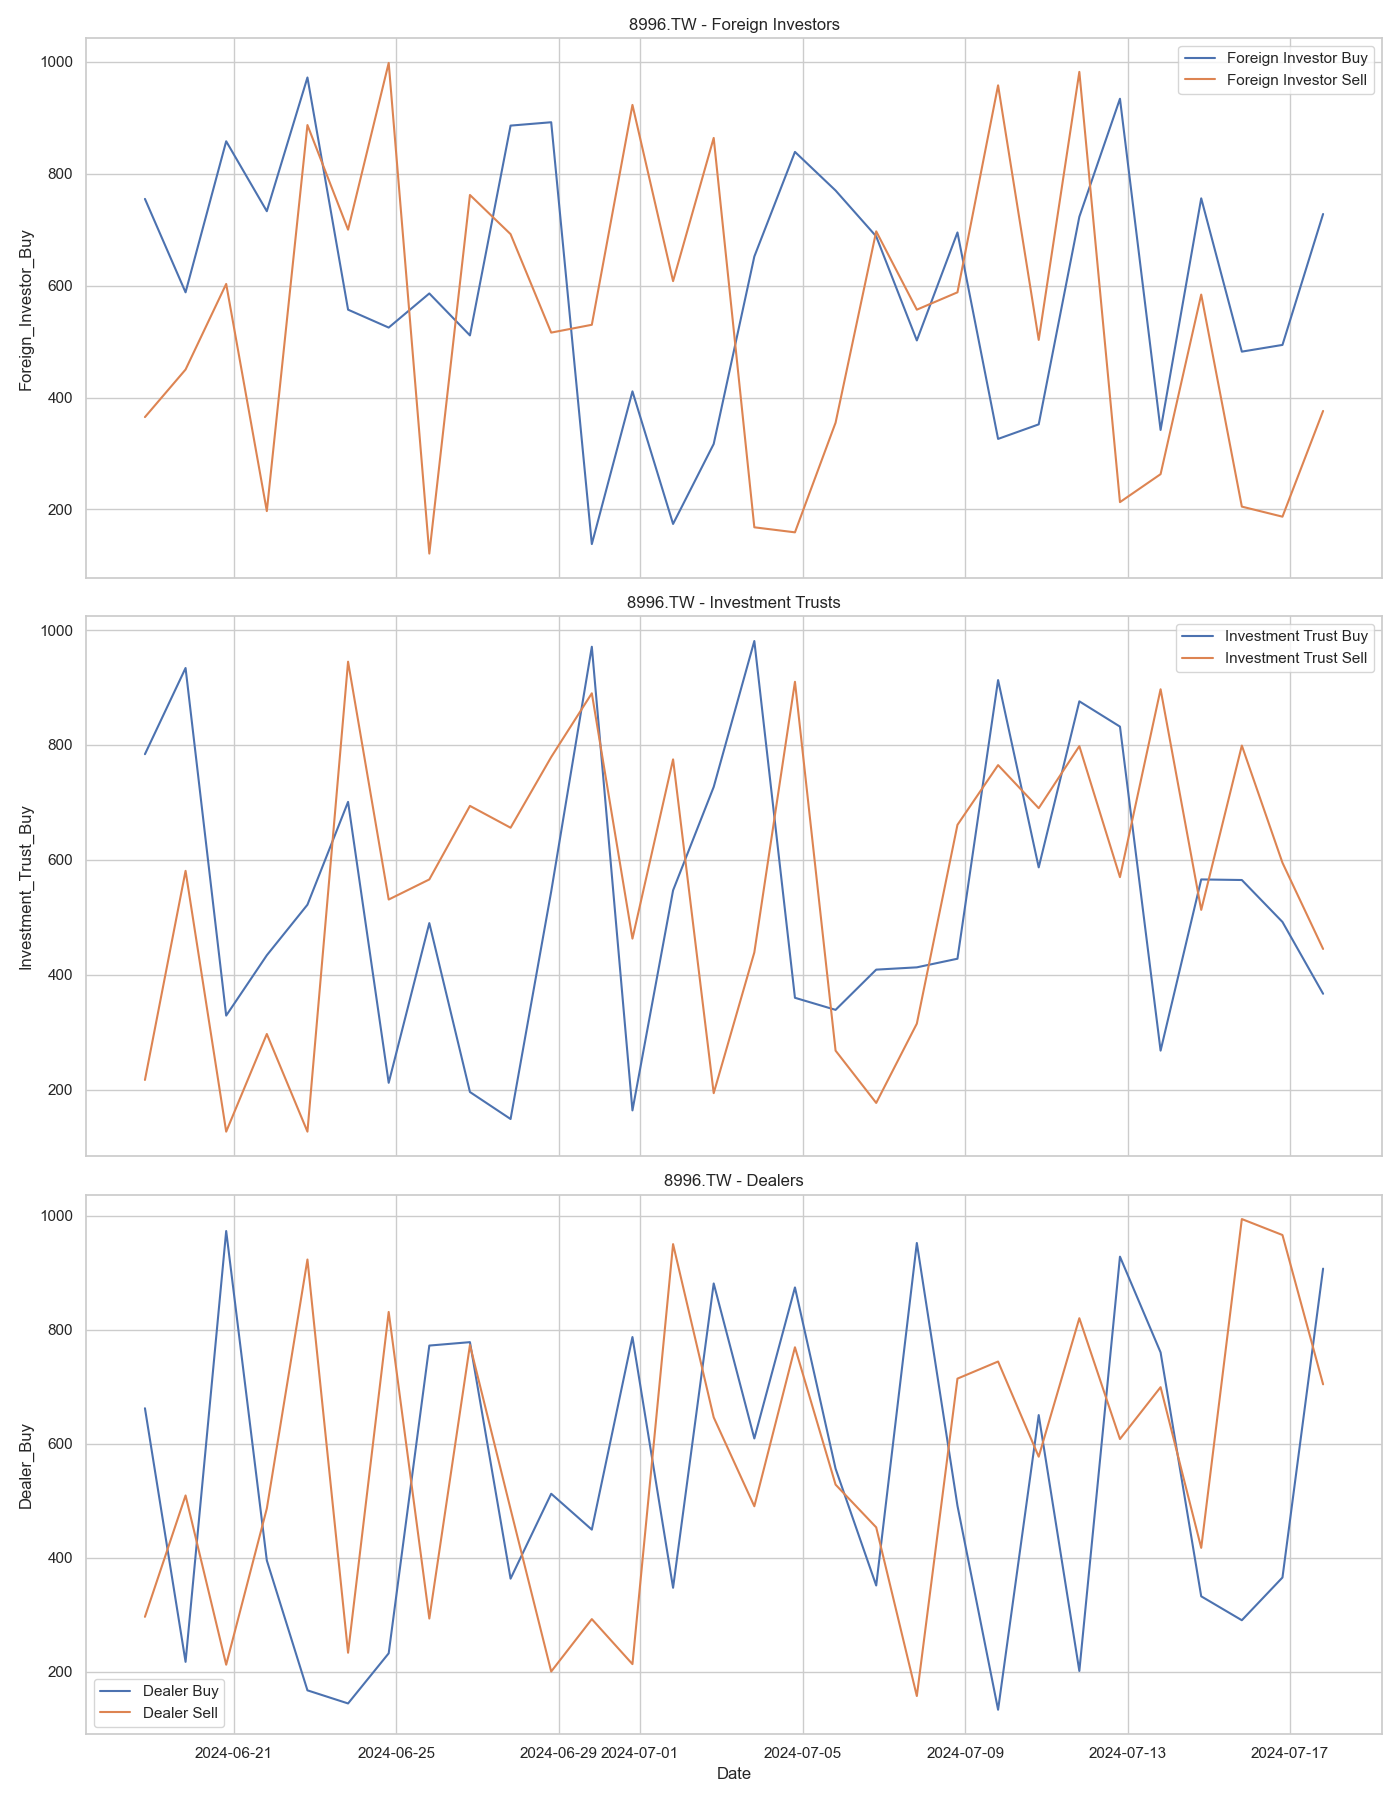 8996.TW - Foreign Investors
Foreign Investor Buy
Foreign Investor Sell
1000
800
600
400
200
Foreign_Investor_Buy
8996.TW - Investment Trusts
Investment Trust Buy
Investment Trust Sell
1000
800
600
400
200
Investment_Trust_Buy
8996.TW - Dealers
1000
800
600
400
200
Dealer_Buy
Dealer Buy
Dealer Sell
2024-06-21 2024-06-25 2024-06-29 2024-07-01 2024-07-05 2024-07-09 2024-07-13 2024-07-17
Date